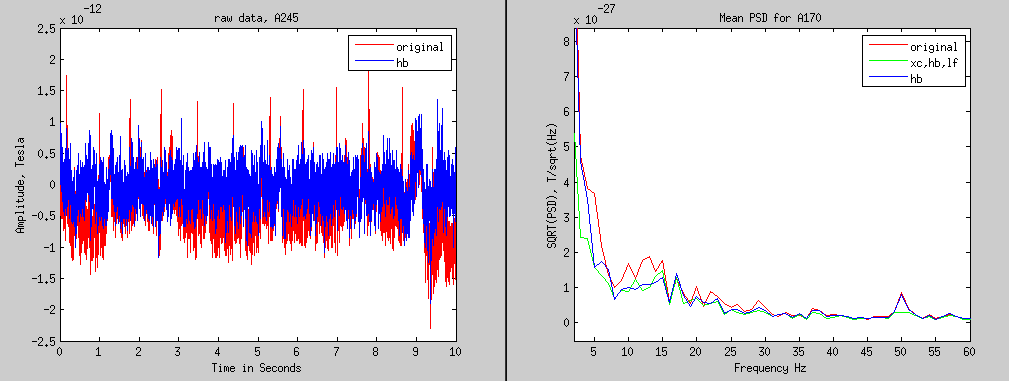 x 10^-12
raw data, A245
2.5
2
1.5
1
0.5
0
-0.5
-1
-1.5
-2
-2.5
Amplitude, Tesla
original
hb
0 1 2 3 4 5 6 7 8 9 10
Time in Seconds
x 10^-27
Mean PSD for A170
8
7
6
5
4
3
2
1
0
SQRT(PSD), T/sqrt(Hz)
original
xc,hb,lf
hb
5 10 15 20 25 30 35 40 45 50 55 60
Frequency Hz